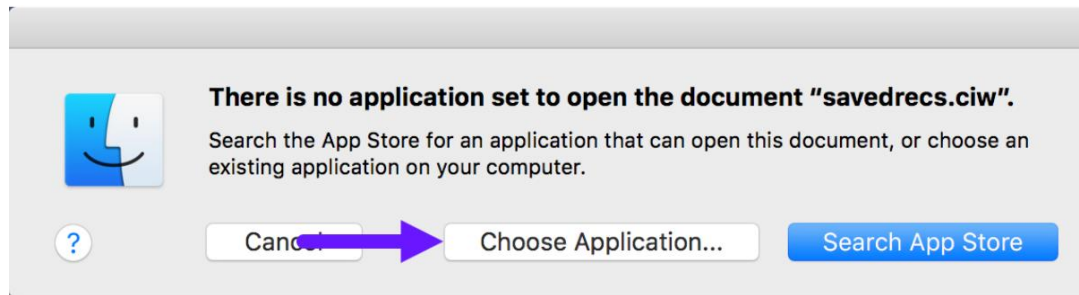 There is no application set to open the document “savedrecs.ciw”.
Search the App Store for an application that can open this document, or choose an
existing application on your computer.
? Cancel Choose Application... Search App Store